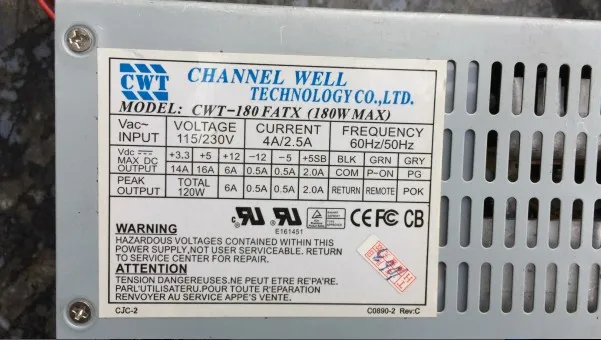 CWT
CHANNEL WELL
TECHNOLOGY CO.,LTD.
MODEL: CWT-180 FATX (180W MAX)
Vac~ INPUT VOLTAGE 115/230V CURRENT 4A/2.5A FREQUENCY 60Hz/50Hz
Vdc MAX DC OUTPUT +3.3 +5 +12 -12 -5 +5SB BLK GRN GRY
14A 16A 6A 0.5A 0.5A 2.0A COM P-ON PG
PEAK OUTPUT TOTAL 120W 6A 0.5A 0.5A 2.0A RETURN REMOTE POK
E161451
CE FC CB
WARNING
HAZARDOUS VOLTAGES CONTAINED WITHIN THIS
POWER SUPPLY,NOT USER SERVICEABLE. RETURN
TO SERVICE CENTER FOR REPAIR.
ATTENTION
TENSION DANGEREUSES.NE PEUT ETRE RE'PA'RE.
PAR I'UTILISATEUR POUR TOUTE R'EPARATION
RENVOYER AU SERVICE APPE'S VENTE.
CJC-2
C0890-2 Rev:C